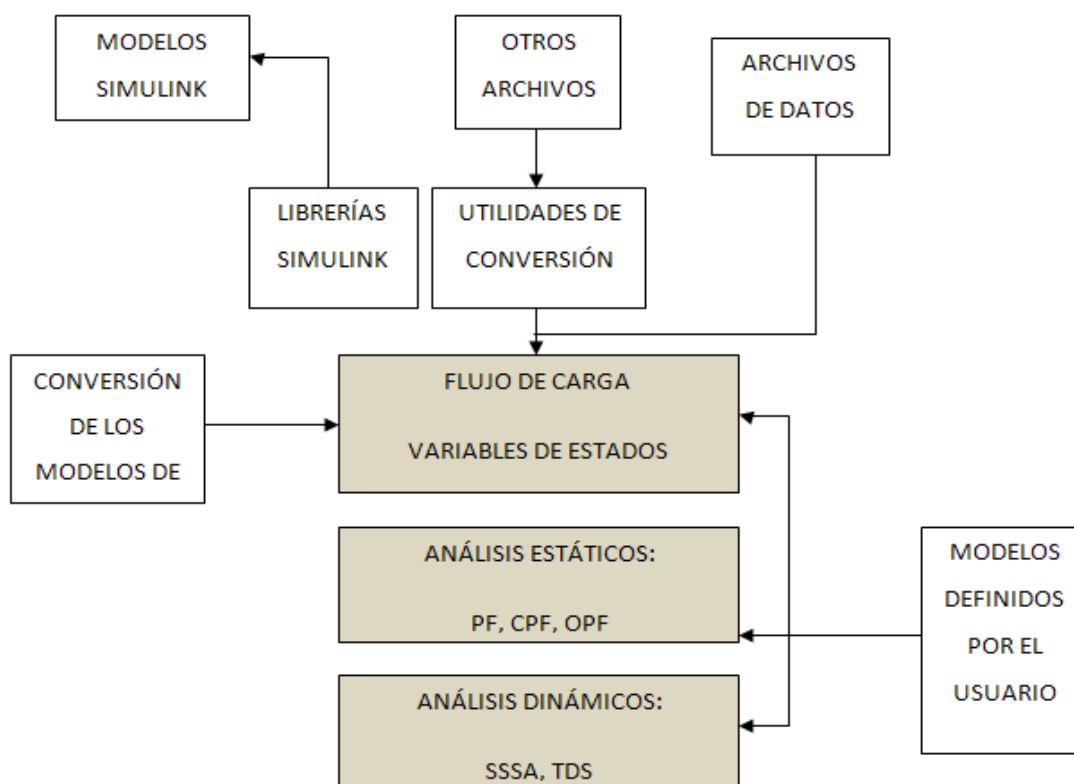 MODELOS
SIMULINK
OTROS
ARCHIVOS
ARCHIVOS
DE DATOS
LIBRERÍAS
SIMULINK
UTILIDADES DE
CONVERSIÓN
CONVERSIÓN
DE LOS
MODELOS DE
FLUJO DE CARGA
VARIABLES DE ESTADOS
ANÁLISIS ESTÁTICOS:
PF, CPF, OPF
MODELOS
DEFINIDOS
POR EL
USUARIO
ANÁLISIS DINÁMICOS:
SSSA, TDS